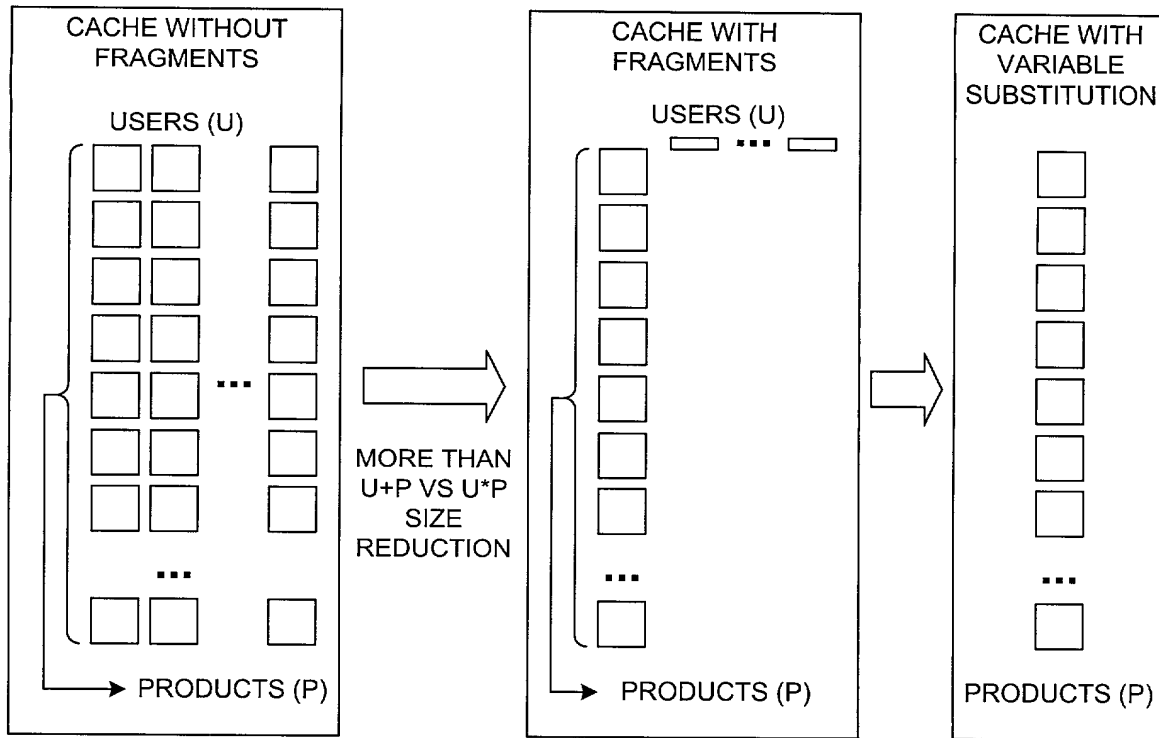 CACHE WITHOUT
FRAGMENTS
USERS (U)
...
...
PRODUCTS (P)
MORE THAN
U+P VS U*P
SIZE
REDUCTION
CACHE WITH
FRAGMENTS
USERS (U)
...
...
PRODUCTS (P)
CACHE WITH
VARIABLE
SUBSTITUTION
...
PRODUCTS (P)